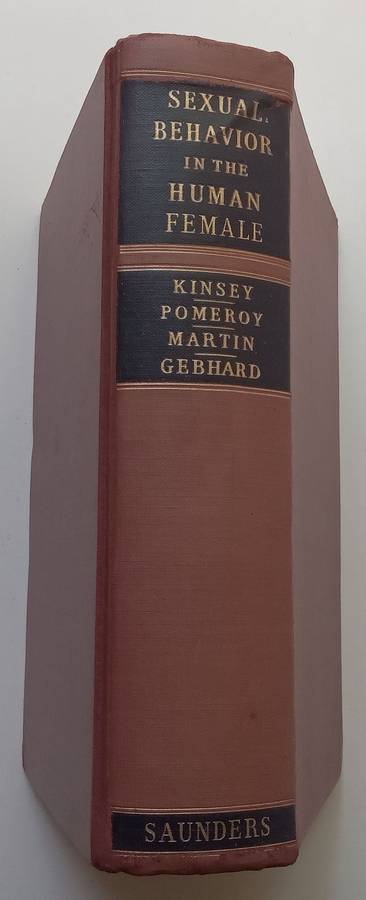 SEXUAL
BEHAVIOR
IN THE
HUMAN
FEMALE
KINSEY
POMEROY
MARTIN
GEBHARD
SAUNDERS